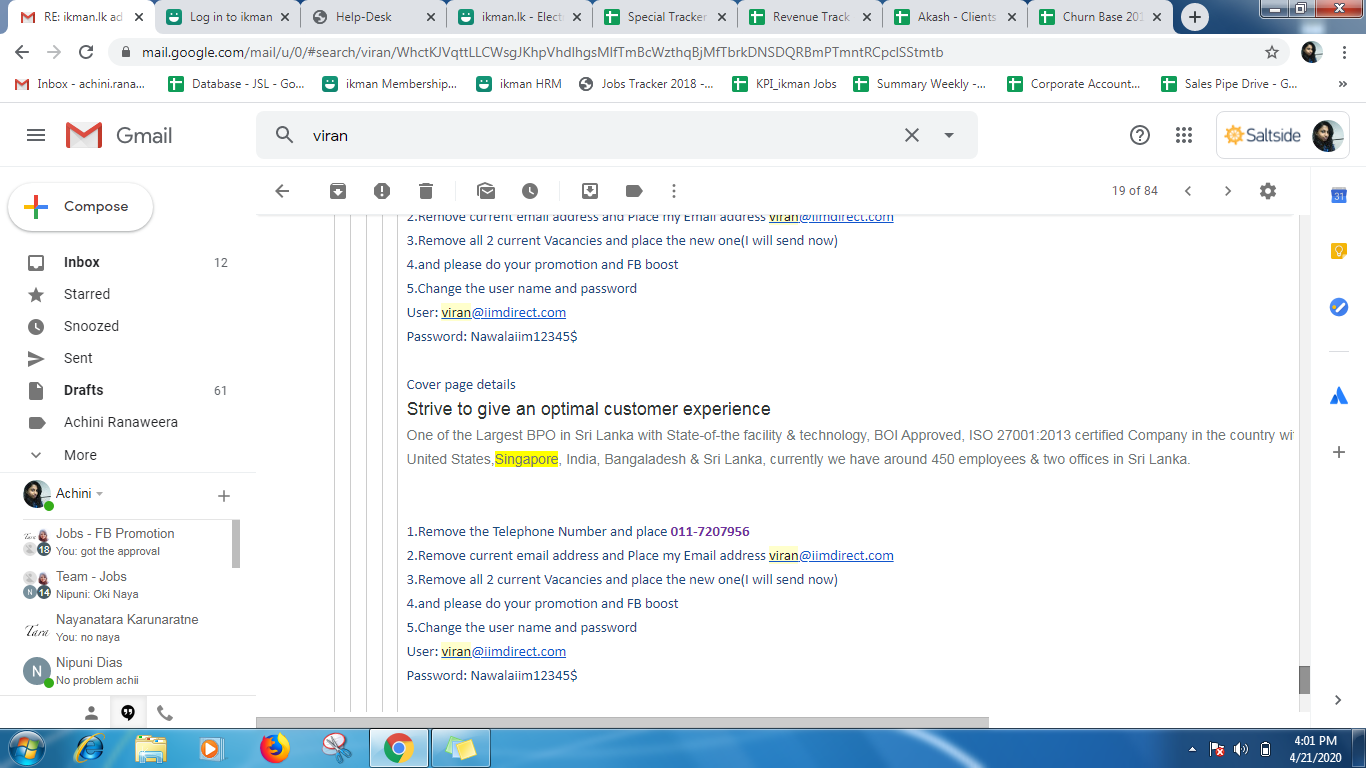 RE: ikman.lk ad
Log in to ikman
Help-Desk
ikman.lk - Elect
Special Tracker
Revenue Track
Akash - Clients
Churn Base 201
mail.google.com/mail/u/0/#search/viran/WhctKJVqttLLCWsgJKhpVhdlhgsMlfTmBcWzthqBjMfTbrkDNSDQRBmPTmntRCpclSStmtb
Inbox - achini.rana...
Database - JSL - Go...
ikman Membership...
ikman HRM
Jobs Tracker 2018 -...
KPI_ikman Jobs
Summary Weekly -...
Corporate Account...
Sales Pipe Drive - G...
Gmail
viran
Saltside
Compose
19 of 84
31
Inbox 12
Starred
Snoozed
Sent
Drafts 61
Achini Ranaweera
More
Achini
Jobs - FB Promotion
18
You: got the approval
Team - Jobs
N 14
Nipuni: Oki Naya
Nayanatara Karunaratne
Tara
You: no naya
Nipuni Dias
N
No problem achii
2.Remove current email address and Place my Email address viran@iimdirect.com
3.Remove all 2 current Vacancies and place the new one(I will send now)
4.and please do your promotion and FB boost
5.Change the user name and password
User: viran@iimdirect.com
Password: Nawalaiim12345$
Cover page details
Strive to give an optimal customer experience
One of the Largest BPO in Sri Lanka with State-of-the facility & technology, BOI Approved, ISO 27001:2013 certified Company in the country wi
United States,Singapore, India, Bangaladesh & Sri Lanka, currently we have around 450 employees & two offices in Sri Lanka.
1.Remove the Telephone Number and place 011-7207956
2.Remove current email address and Place my Email address viran@iimdirect.com
3.Remove all 2 current Vacancies and place the new one(I will send now)
4.and please do your promotion and FB boost
5.Change the user name and password
User: viran@iimdirect.com
Password: Nawalaiim12345$
4:01 PM
4/21/2020